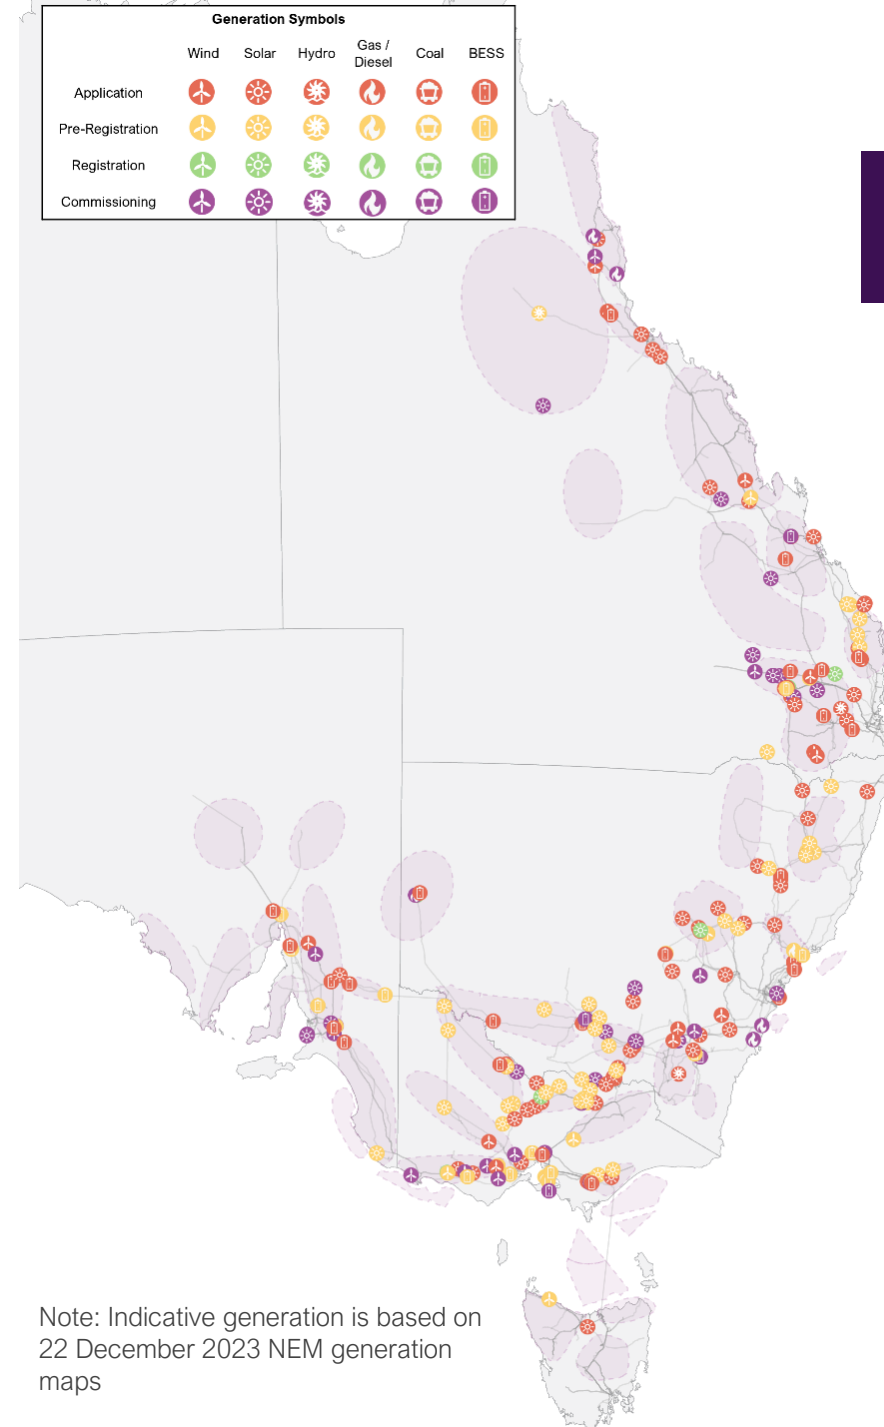 Generation Symbols
Wind Solar Hydro Gas / Diesel Coal BESS
Application
Pre-Registration
Registration
Commissioning
Note: Indicative generation is based on
22 December 2023 NEM generation
maps